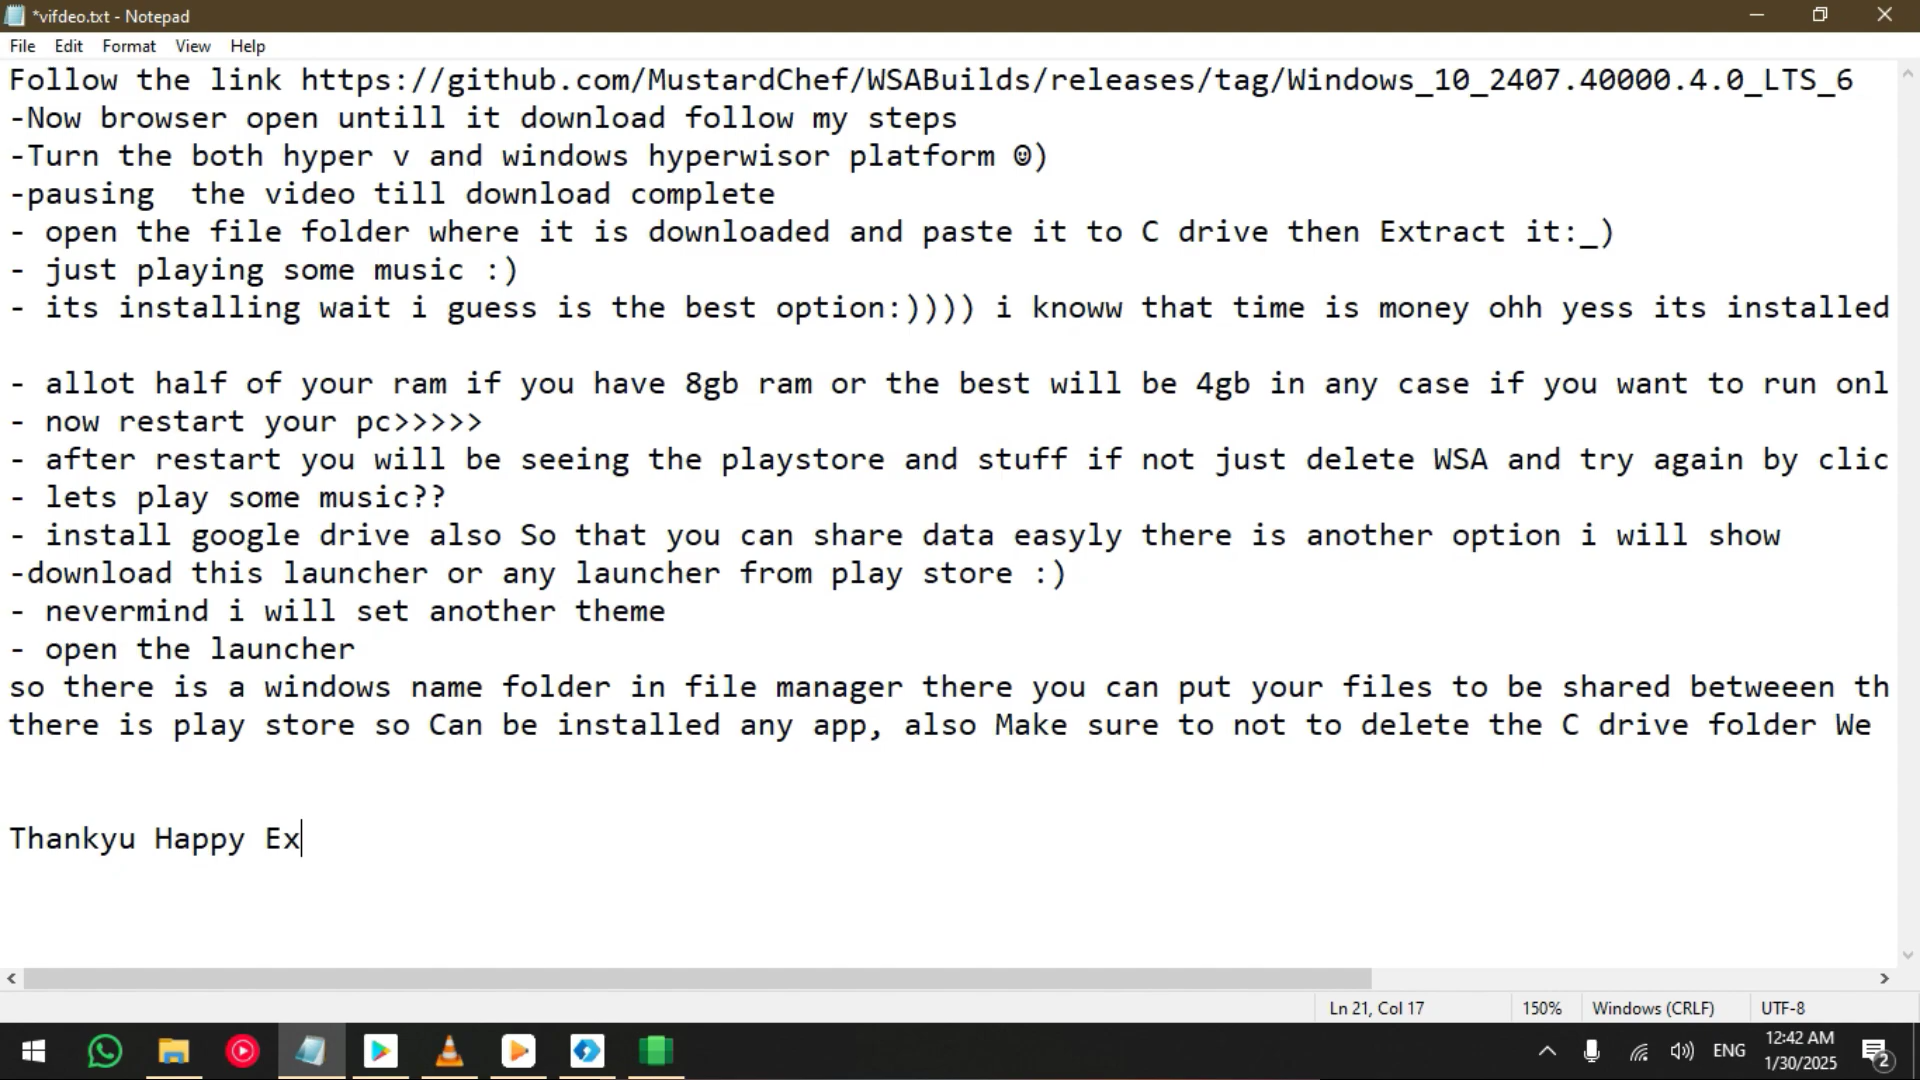 *vifdeo.txt - Notepad
File Edit Format View Help
Follow the link https://github.com/MustardChef/WSABuilds/releases/tag/Windows_10_2407.40000.4.0_LTS_6
-Now browser open untill it download follow my steps
-Turn the both hyper v and windows hyperwisor platform ☺)
-pausing  the video till download complete
- open the file folder where it is downloaded and paste it to C drive then Extract it:_)
- just playing some music :)
- its installing wait i guess is the best option:)))) iknoww that time is money ohh yess its installed
- allot half of your ram if you have 8gb ram or the best will be 4gb in any case if you want to run onl
- now restart your pc>>>>>
- after restart you will be seeing the playstore and stuff if not just delete WSA and try again by clic
- lets play some music??
- install google drive also So that you can share data easyly there is another option i will show
-download this launcher or any launcher from play store :)
- nevermind i will set another theme
- open the launcher
so there is a windows name folder in file manager there you can put your files to be shared betweeen th
there is play store so Can be installed any app, also Make sure to not to delete the C drive folder We
Thankyu Happy Ex
Ln 21, Col 17 150% Windows (CRLF) UTF-8
ENG 12:42 AM
1/30/2025 2